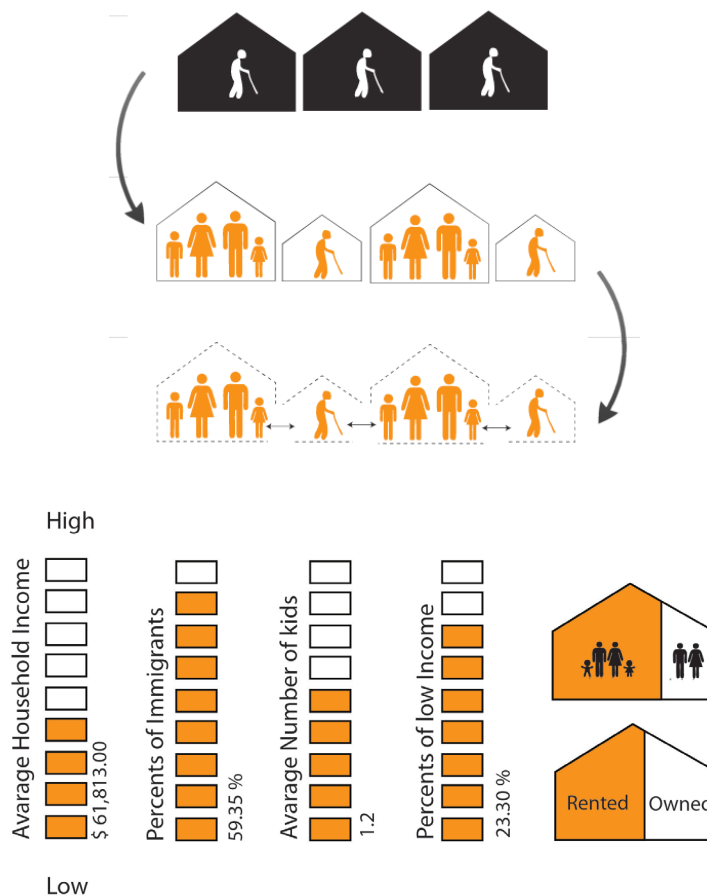 High
Avarage Household Income
$ 61,813.00
Percents of Immigrants
59.35 %
Avarage Number of kids
1.2
Percents of low Income
23.30 %
Rented
Owned
Low